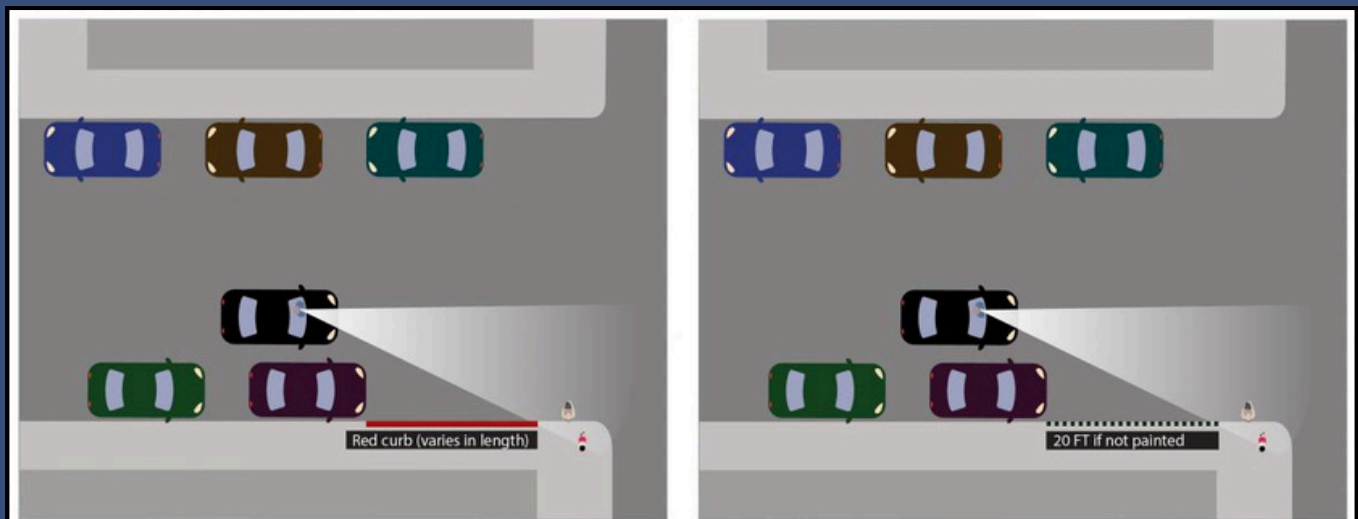 Red curb (varies in length)
20 FT if not painted